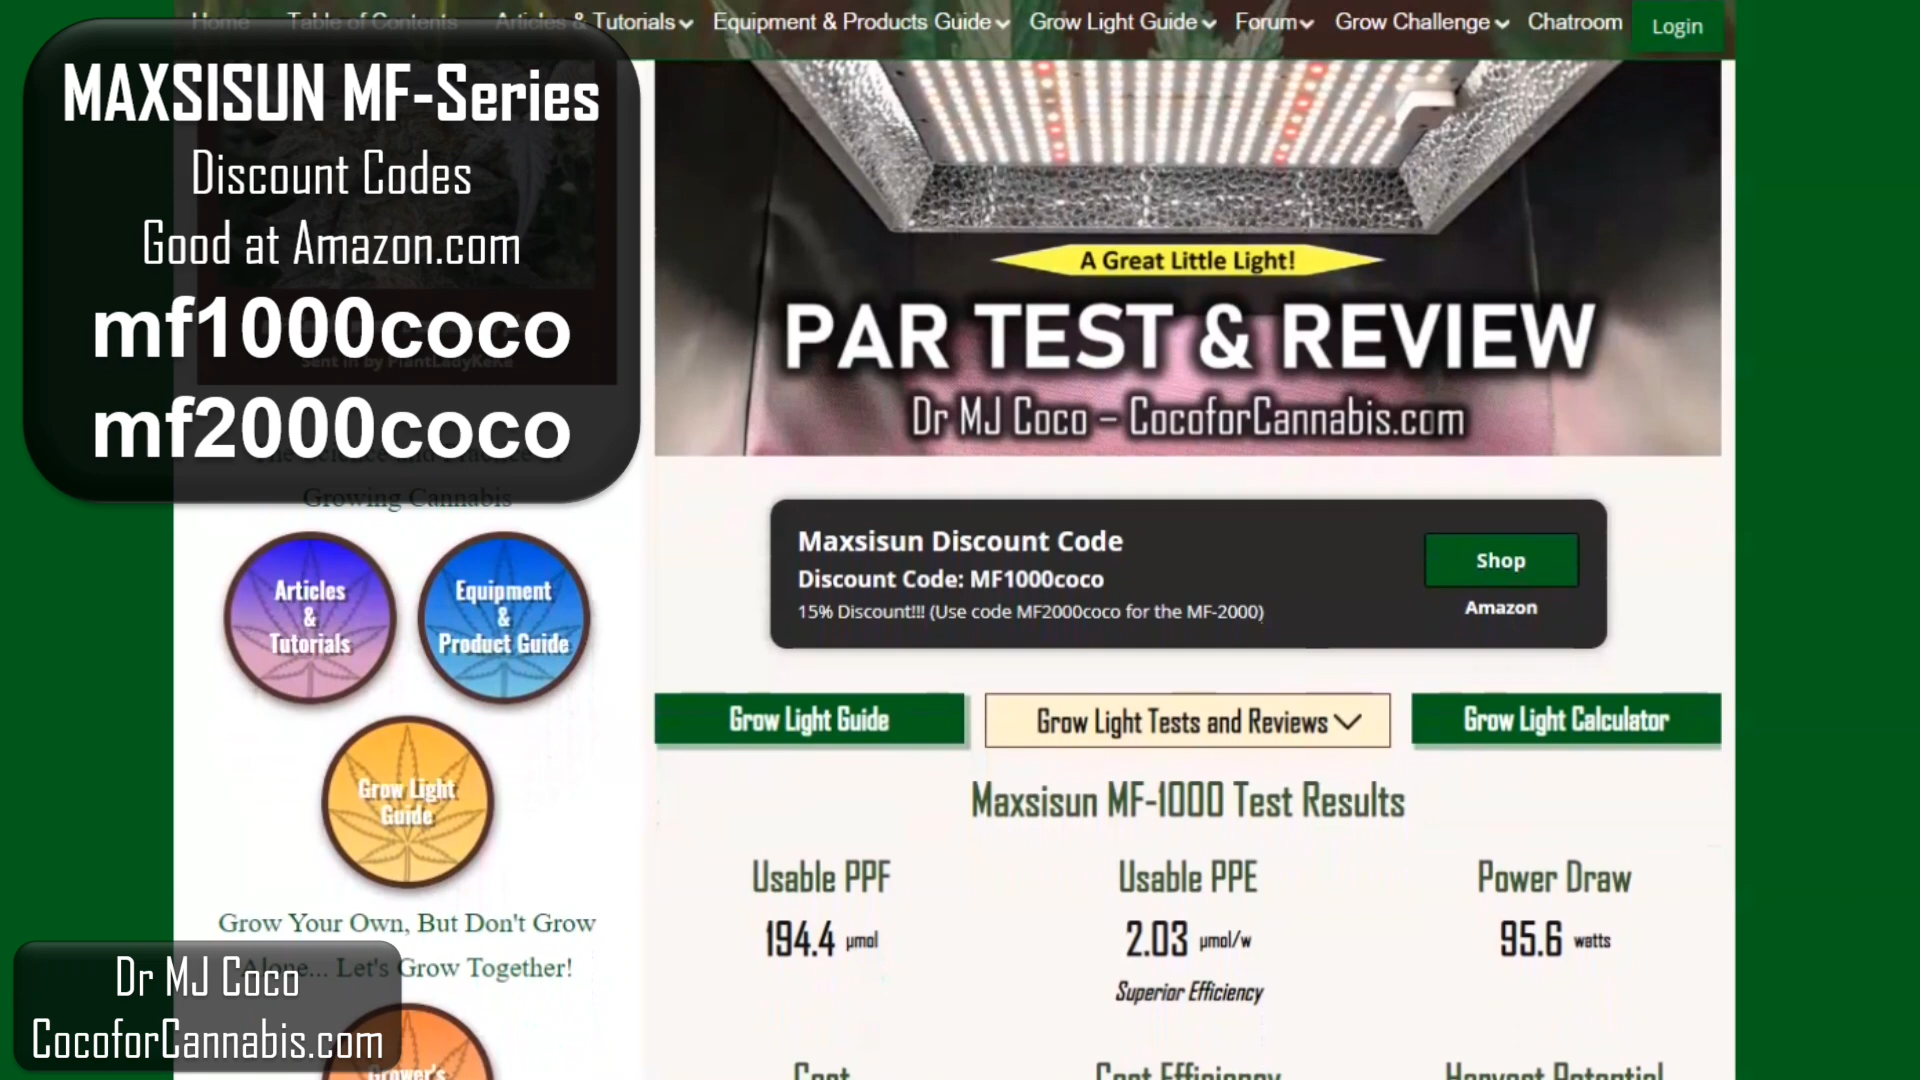 Home Table of Contents Articles & Tutorials Equipment & Products Guide Grow Light Guide Forum Grow Challenge Chatroom Login
MAXSISUN MF-Series
Discount Codes
Good at Amazon.com
mf1000coco
mf2000coco
Sent in by PlantLadyKeKe
Growing Cannabis
Articles
&
Tutorials
Equipment
&
Product Guide
Grow Light
Guide
Grow Your Own, But Don't Grow
Alone... Let's Grow Together!
Grower's
Dr MJ Coco
CocoforCannabis.com
A Great Little Light!
PAR TEST & REVIEW
Dr MJ Coco – CocoforCannabis.com
Maxsisun Discount Code
Discount Code: MF1000coco
15% Discount!!! (Use code MF2000coco for the MF-2000)
Shop
Amazon
Grow Light Guide
Grow Light Tests and Reviews
Grow Light Calculator
Maxsisun MF-1000 Test Results
Usable PPF
194.4 µmol
Usable PPE
2.03 µmol/w
Superior Efficiency
Power Draw
95.6 watts
Cost
Cost Efficiency
Harvest Potential